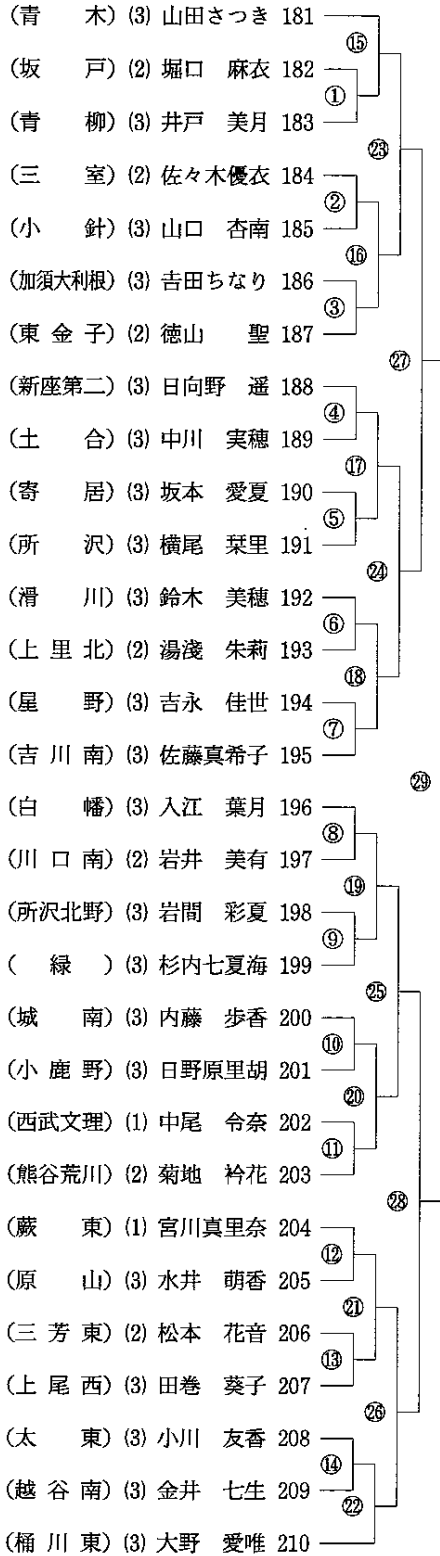 (青木) (3) 山田さつき 181
⑮
(坂戸) (2) 堀口 麻衣 182
①
(青柳) (3) 井戸 美月 183
㉓
(三室) (2) 佐々木優衣 184
②
(小針) (3) 山口 杏南 185
⑯
(加須大利根) (3) 𠮷田ちなり 186
③
(東金子) (2) 徳山 聖 187
㉗
(新座第二) (3) 日向野 遥 188
④
(土合) (3) 中川 実穂 189
⑰
(寄居) (3) 坂本 愛夏 190
⑤
(所沢) (3) 横尾 栞里 191
㉔
(滑川) (3) 鈴木 美穂 192
⑥
(上里北) (2) 湯淺 朱莉 193
⑱
(星野) (3) 吉永 佳世 194
⑦
(吉川南) (3) 佐藤真希子 195
㉙
(白幡) (3) 入江 葉月 196
⑧
(川口南) (2) 岩井 美有 197
⑲
(所沢北野) (3) 岩間 彩夏 198
⑨
(緑) (3) 杉内七夏海 199
㉕
(城南) (3) 内藤 歩香 200
⑩
(小鹿野) (3) 日野原里胡 201
⑳
(西武文理) (1) 中尾 令奈 202
⑪
(熊谷荒川) (2) 菊地 衿花 203
㉘
(蕨東) (1) 宮川真里奈 204
⑫
(原山) (3) 水井 萌香 205
㉑
(三芳東) (2) 松本 花音 206
⑬
(上尾西) (3) 田巻 葵子 207
㉖
(太東) (3) 小川 友香 208
⑭
(越谷南) (3) 金井 七生 209
㉒
(桶川東) (3) 大野 愛唯 210